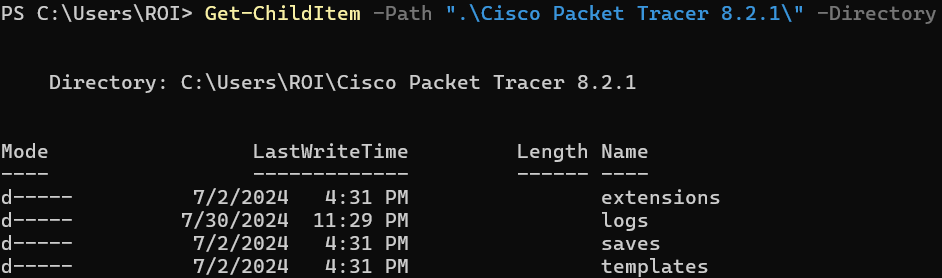 PS C:\Users\ROI> Get-ChildItem -Path ".\Cisco Packet Tracer 8.2.1\" -Directory
Directory: C:\Users\ROI\Cisco Packet Tracer 8.2.1
Mode                 LastWriteTime         Length Name
----                 -------------         ------ ----
d-----          7/2/2024   4:31 PM                extensions
d-----         7/30/2024  11:29 PM                logs
d-----          7/2/2024   4:31 PM                saves
d-----          7/2/2024   4:31 PM                templates